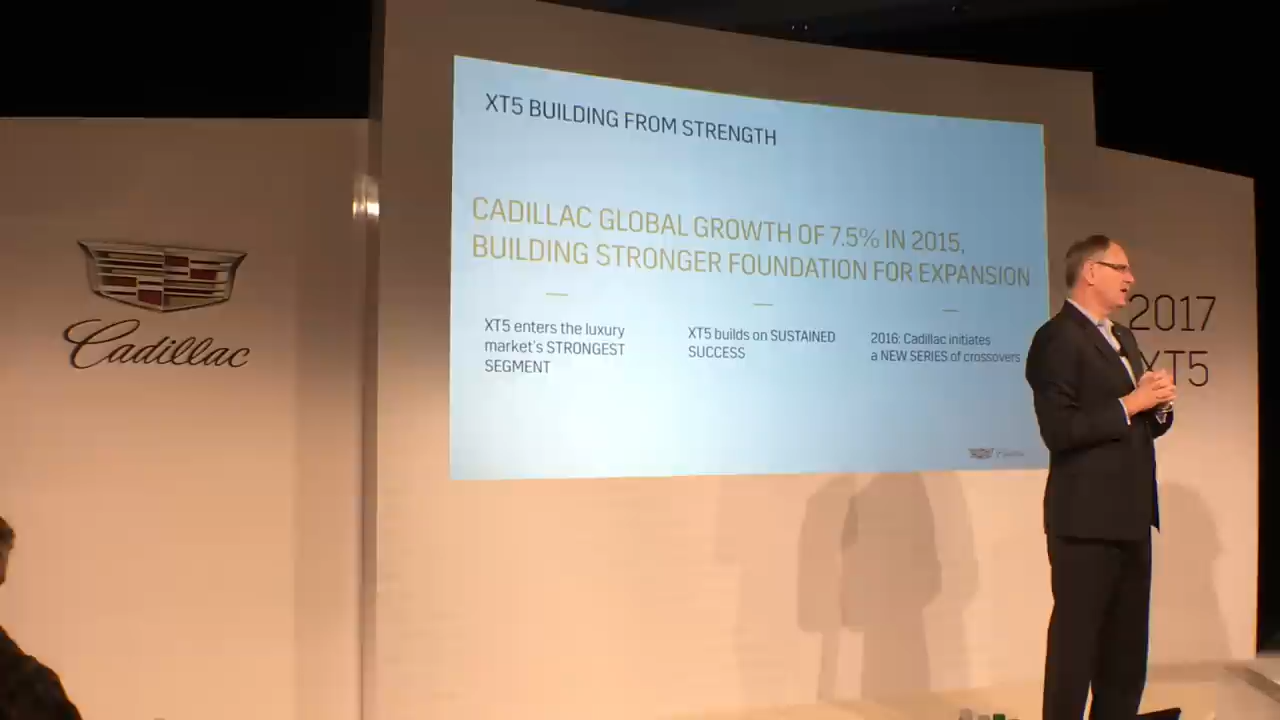 XT5 BUILDING FROM STRENGTH
CADILLAC GLOBAL GROWTH OF 7.5% IN 2015,
BUILDING STRONGER FOUNDATION FOR EXPANSION
XT5 enters the luxury
market's STRONGEST
SEGMENT
XT5 builds on SUSTAINED
SUCCESS
2016: Cadillac initiates
a NEW SERIES of crossovers
Cadillac
2017
XT5